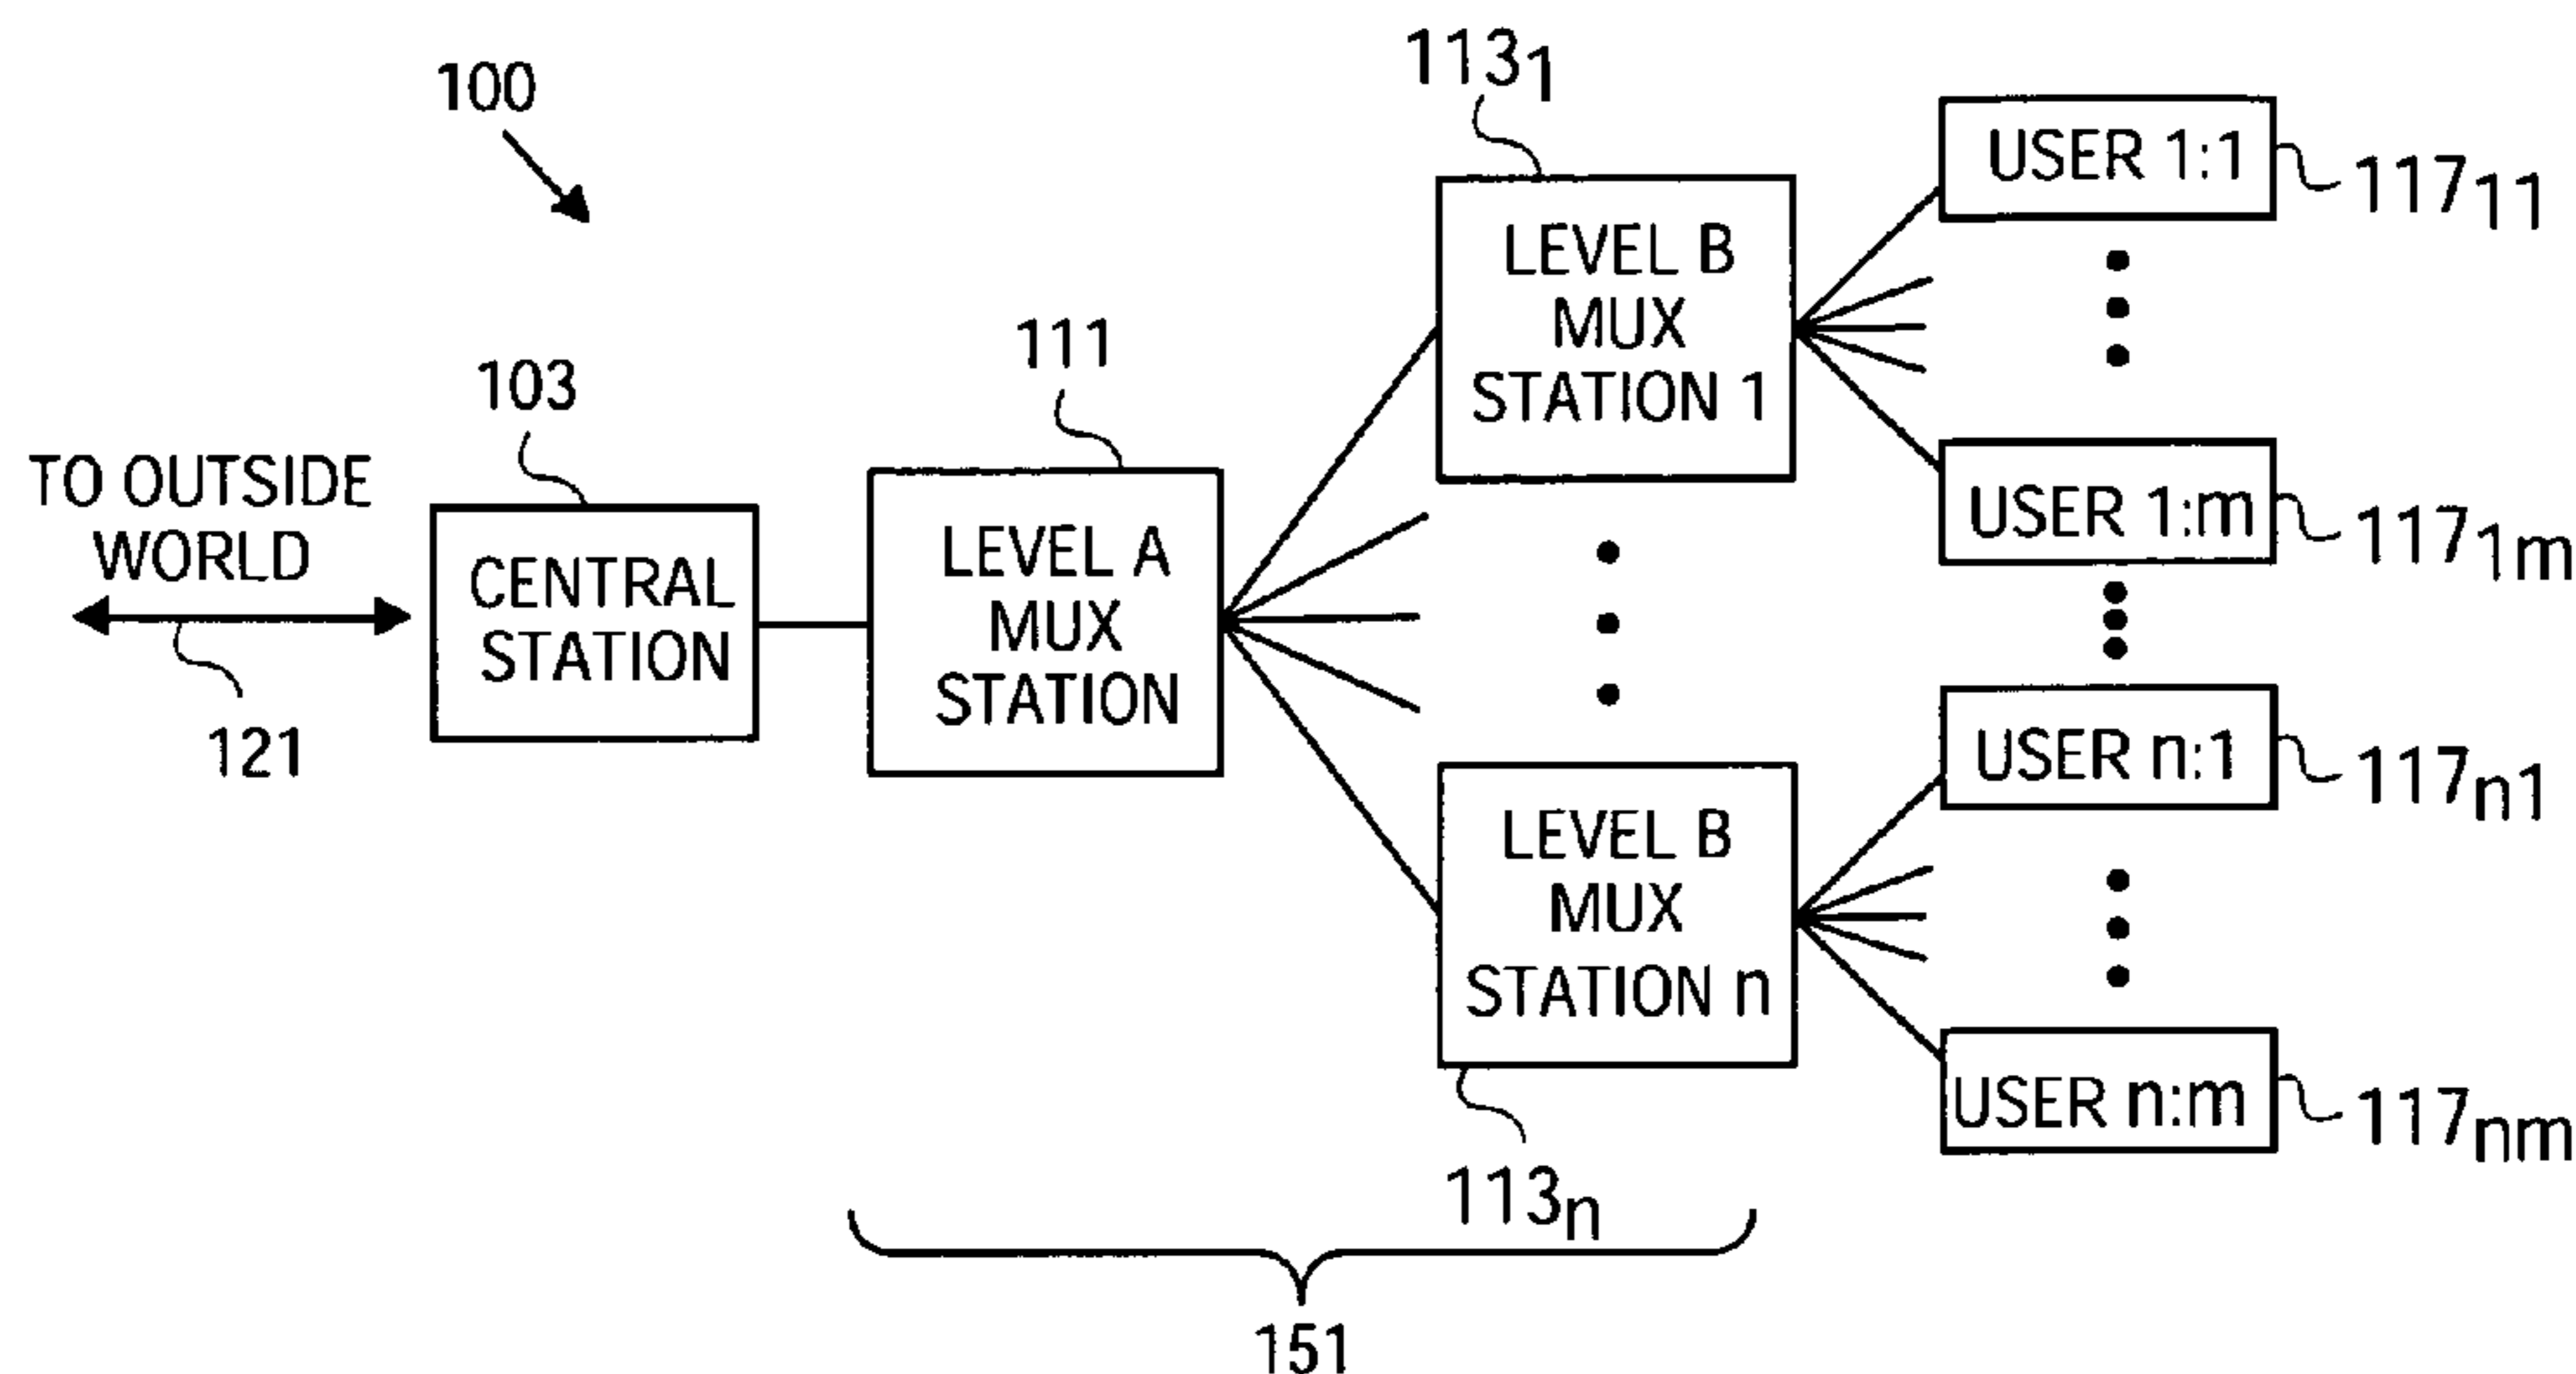 100
TO OUTSIDE
WORLD
121
103
CENTRAL
STATION
111
LEVEL A
MUX
STATION
113₁
LEVEL B
MUX
STATION 1
LEVEL B
MUX
STATION n
113ₙ
USER 1:1
117₁₁
USER 1:m
117₁ₘ
USER n:1
117ₙ₁
USER n:m
117ₙₘ
151